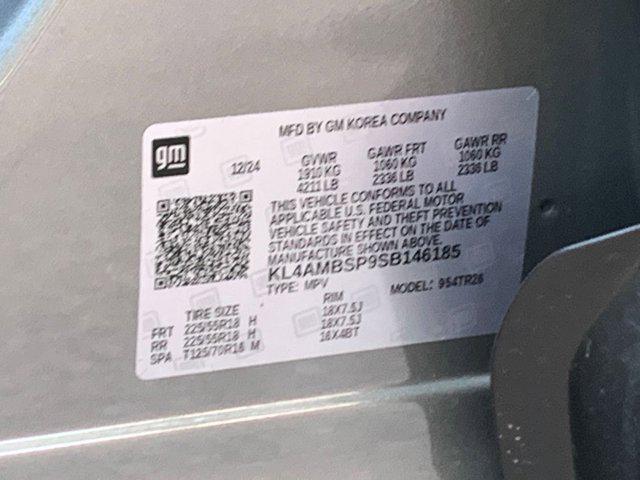 MFD BY GM KOREA COMPANY
gm
12/24 GVWR GAWR FRT GAWR RR
1910 KG 1060 KG 1060 KG
4211 LB 2336 LB 2336 LB
THIS VEHICLE CONFORMS TO ALL
APPLICABLE U.S. FEDERAL MOTOR
VEHICLE SAFETY AND THEFT PREVENTION
STANDARDS IN EFFECT ON THE DATE OF
MANUFACTURE SHOWN ABOVE.
KL4AMBSP9SB146185
TYPE: MPV MODEL: 954TR26
TIRE SIZE RIM
FRT 225/55R18 H 18X7.5J
RR 225/55R18 H 18X7.5J
SPA T125/70R16 M 16X4BT